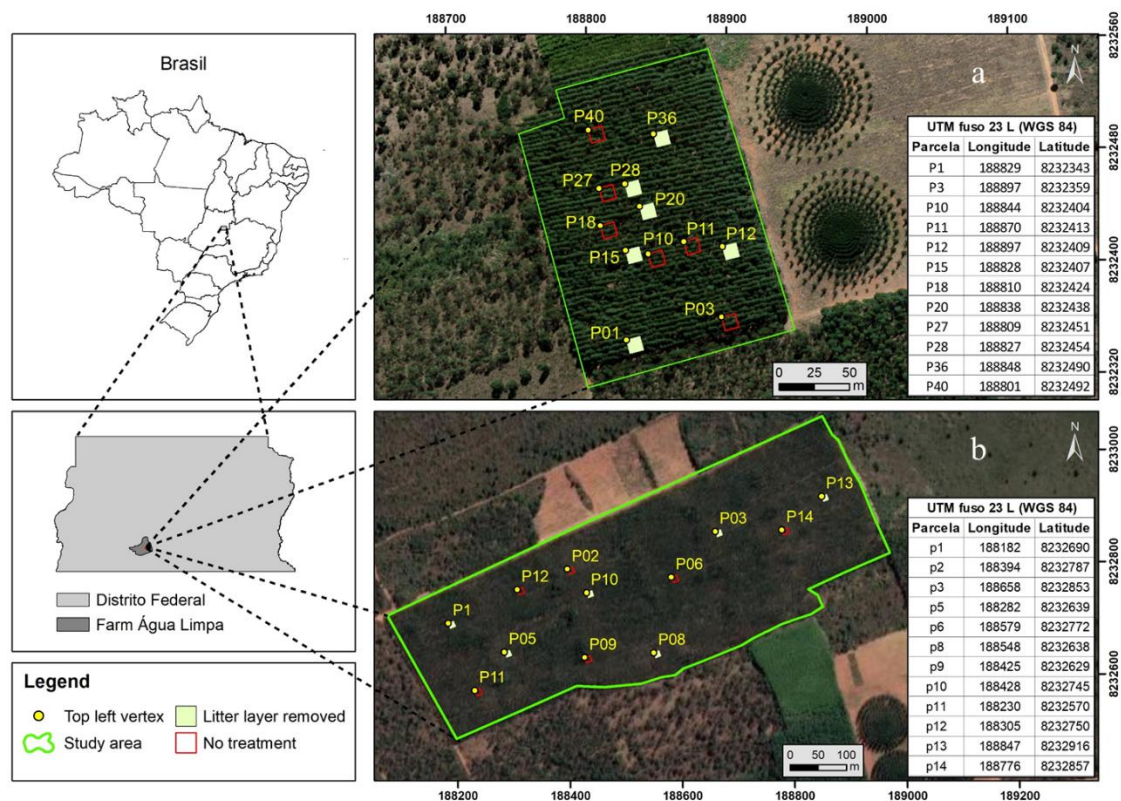 188700 188800 188900 189000 189100
Brasil
Distrito Federal
Farm Água Limpa
Legend
Top left vertex
Litter layer removed
Study area
No treatment
a
N
P40
P36
P28
P27
P20
P18
P11
P12
P10
P15
P03
P01
0 25 50
m
UTM fuso 23 L (WGS 84)
Parcela Longitude Latitude
P1 188829 8232343
P3 188897 8232359
P10 188844 8232404
P11 188870 8232413
P12 188897 8232409
P15 188828 8232407
P18 188810 8232424
P20 188838 8232438
P27 188809 8232451
P28 188827 8232454
P36 188848 8232490
P40 188801 8232492
8232560
8232480
8232400
8232320
b
N
P13
P03
P14
P02
P06
P12
P10
P1
P05
P09
P08
P11
0 50 100
m
UTM fuso 23 L (WGS 84)
Parcela Longitude Latitude
p1 188182 8232690
p2 188394 8232787
p3 188658 8232853
p5 188282 8232639
p6 188579 8232772
p8 188548 8232638
p9 188425 8232629
p10 188428 8232745
p11 188230 8232570
p12 188305 8232750
p13 188847 8232916
p14 188776 8232857
8233000
8232800
8232600
188200 188400 188600 188800 189000 189200